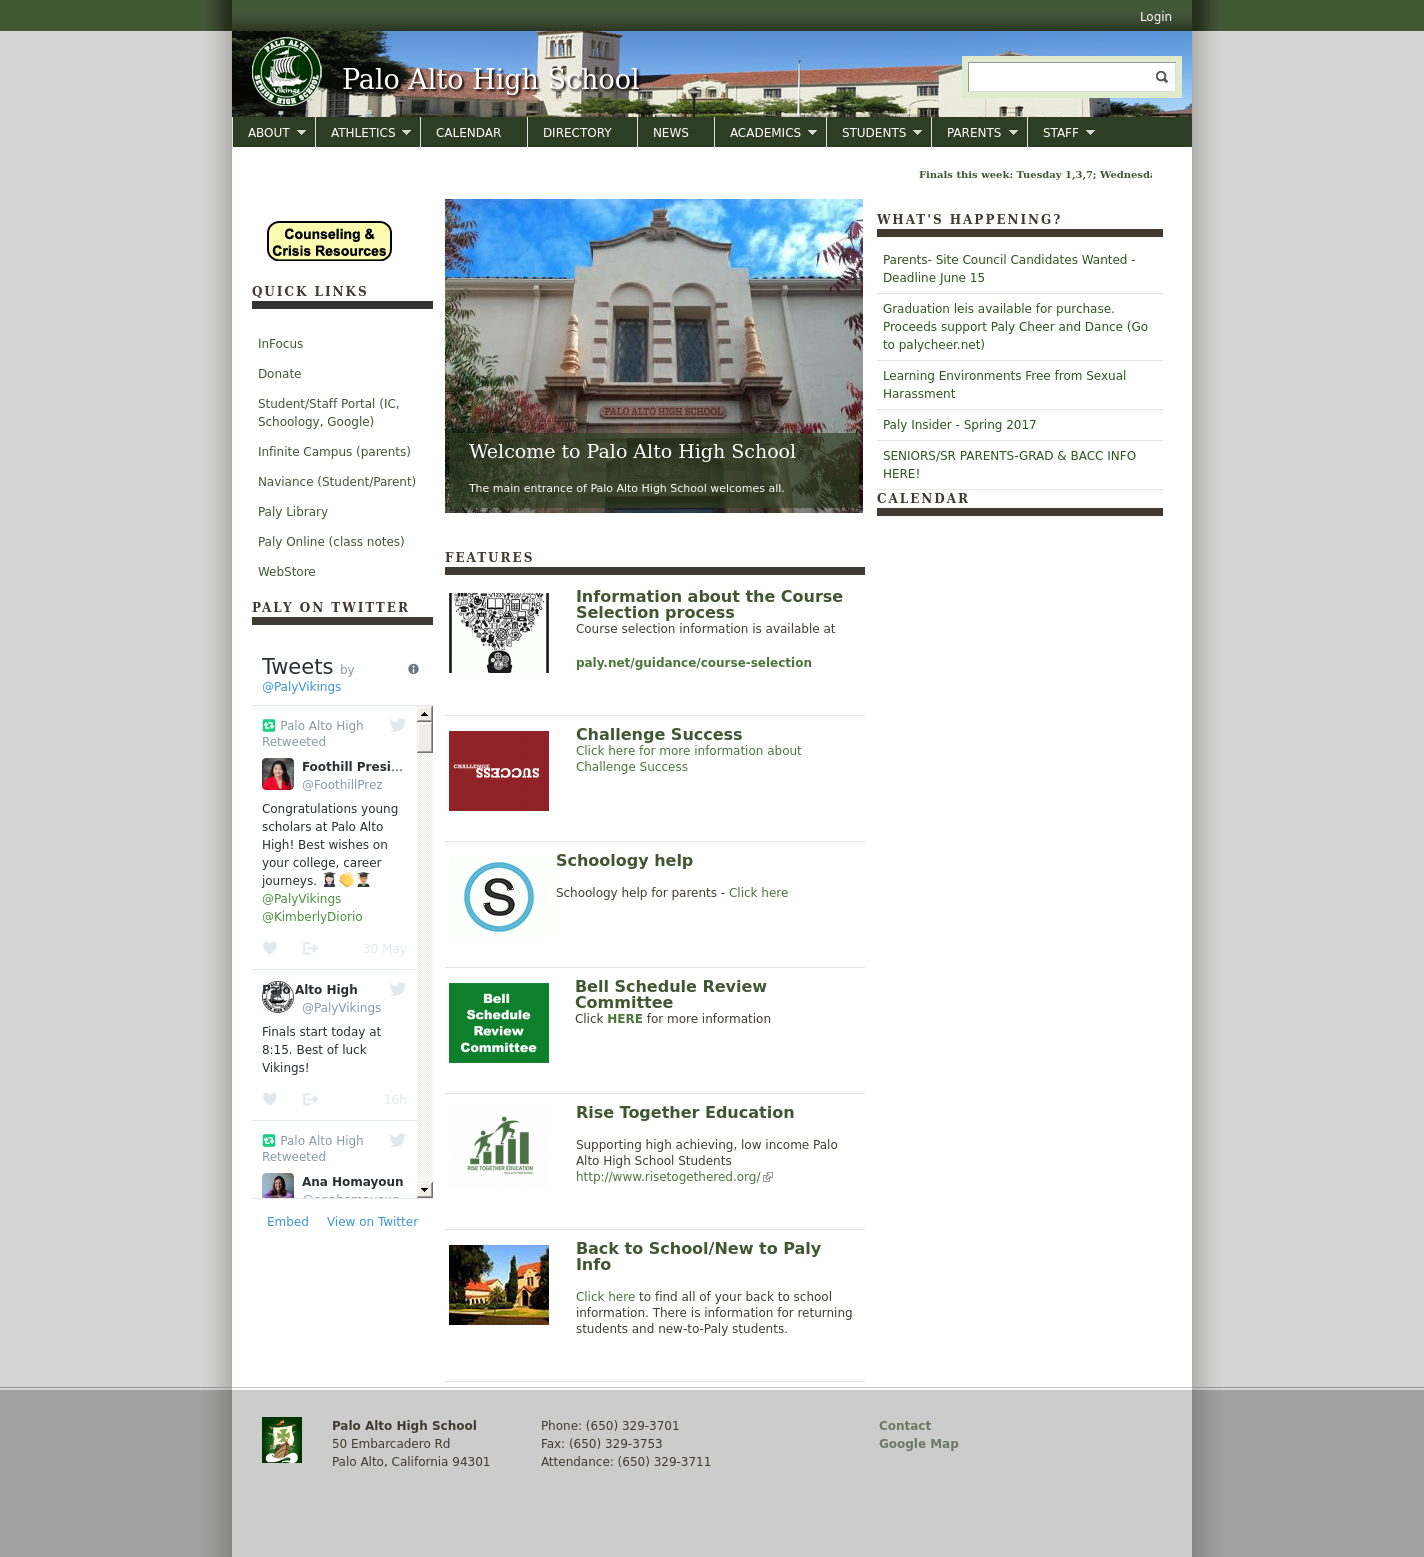 Login
PALO ALTO
Vikings
SENIOR HIGH SCHOOL
Palo Alto High School
ABOUT ATHLETICS CALENDAR DIRECTORY NEWS ACADEMICS STUDENTS PARENTS STAFF
Finals this week: Tuesday 1,3,7;
Counseling &
Crisis Resources
QUICK LINKS
InFocus
Donate
Student/Staff Portal (IC,
Schoology, Google)
Infinite Campus (parents)
Naviance (Student/Parent)
Paly Library
Paly Online (class notes)
WebStore
PALY ON TWITTER
Tweets by
@PalyVikings
Palo Alto High
Retweeted
Foothill Presi...
@FoothillPrez
Congratulations young
scholars at Palo Alto
High! Best wishes on
your college, career
journeys.
@PalyVikings
@KimberlyDiorio
30 May
Palo Alto High
@PalyVikings
Finals start today at
8:15. Best of luck
Vikings!
16h
Palo Alto High
Retweeted
Ana Homayoun
Embed View on Twitter
PALO ALTO HIGH SCHOOL
Welcome to Palo Alto High School
The main entrance of Palo Alto High School welcomes all.
FEATURES
Information about the Course
Selection process
Course selection information is available at
paly.net/guidance/course-selection
CHALLENGE
SUCCESS
Challenge Success
Click here for more information about
Challenge Success
S
Schoology help
Schoology help for parents - Click here
Bell
Schedule
Review
Committee
Bell Schedule Review
Committee
Click HERE for more information
RISE TOGETHER EDUCATION
Rise Together Education
Supporting high achieving, low income Palo
Alto High School Students
http://www.risetogethered.org/
Back to School/New to Paly
Info
Click here to find all of your back to school
information. There is information for returning
students and new-to-Paly students.
WHAT'S HAPPENING?
Parents- Site Council Candidates Wanted -
Deadline June 15
Graduation leis available for purchase.
Proceeds support Paly Cheer and Dance (Go
to palycheer.net)
Learning Environments Free from Sexual
Harassment
Paly Insider - Spring 2017
SENIORS/SR PARENTS-GRAD & BACC INFO
HERE!
CALENDAR
Palo Alto High School
50 Embarcadero Rd
Palo Alto, California 94301
Phone: (650) 329-3701
Fax: (650) 329-3753
Attendance: (650) 329-3711
Contact
Google Map